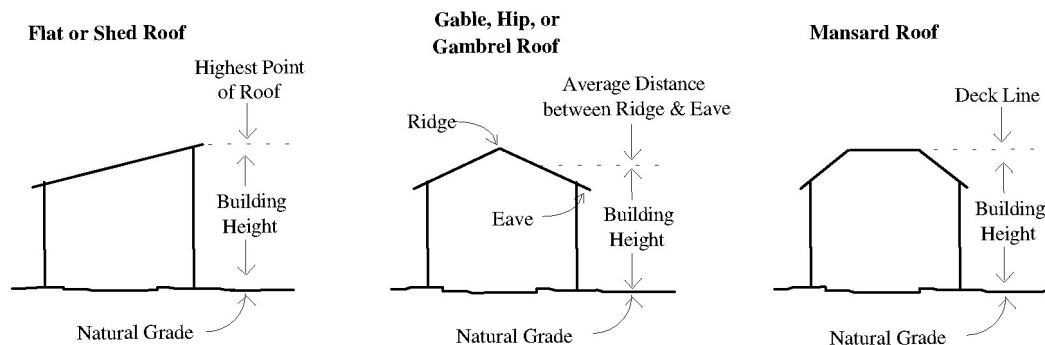 Flat or Shed Roof
Highest Point
of Roof
Building
Height
Natural Grade
Gable, Hip, or
Gambrel Roof
Average Distance
between Ridge & Eave
Ridge
Eave
Building
Height
Natural Grade
Mansard Roof
Deck Line
Building
Height
Natural Grade